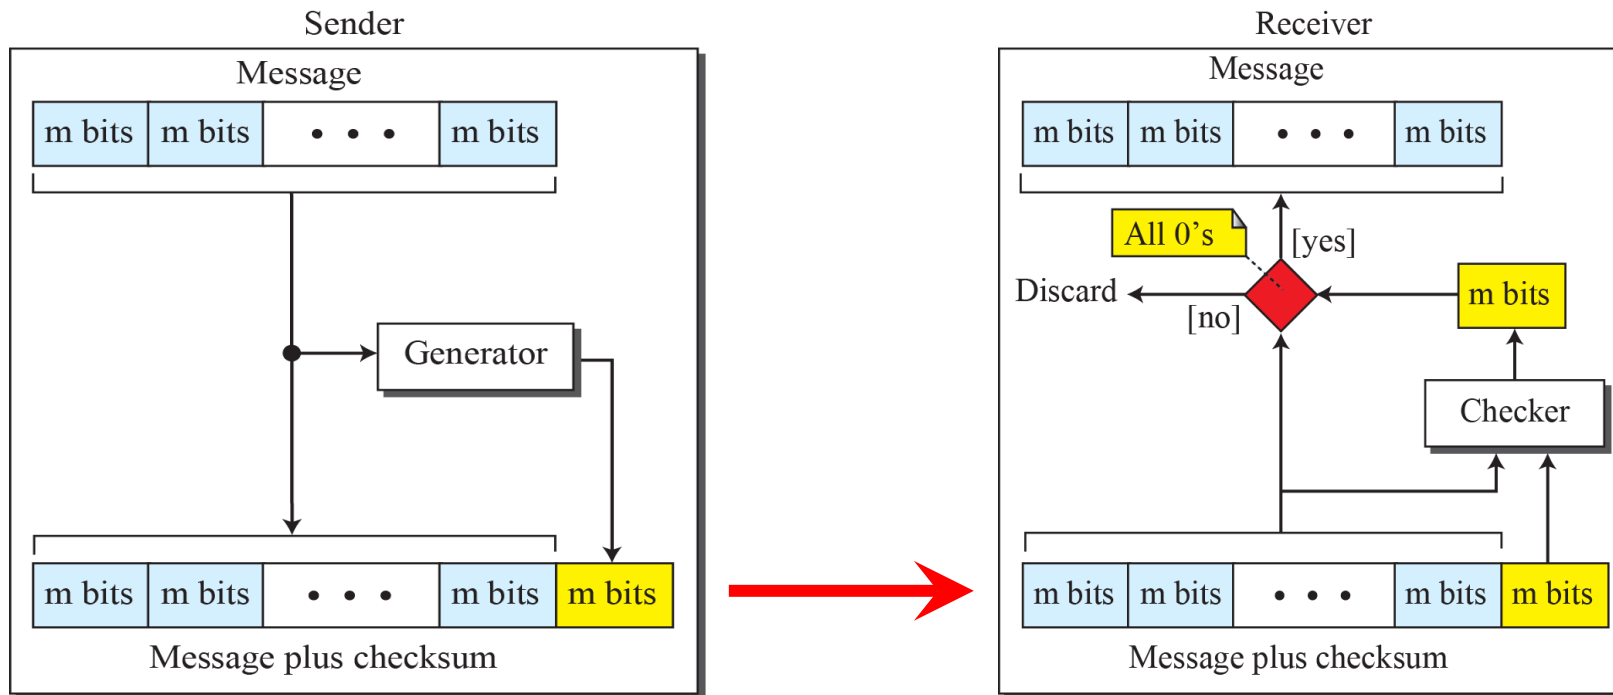 Sender
Message
m bits m bits • • • m bits
Generator
m bits m bits • • • m bits m bits
Message plus checksum
Receiver
Message
m bits m bits • • • m bits
All 0's
[yes]
Discard
[no]
m bits
Checker
m bits m bits • • • m bits m bits
Message plus checksum